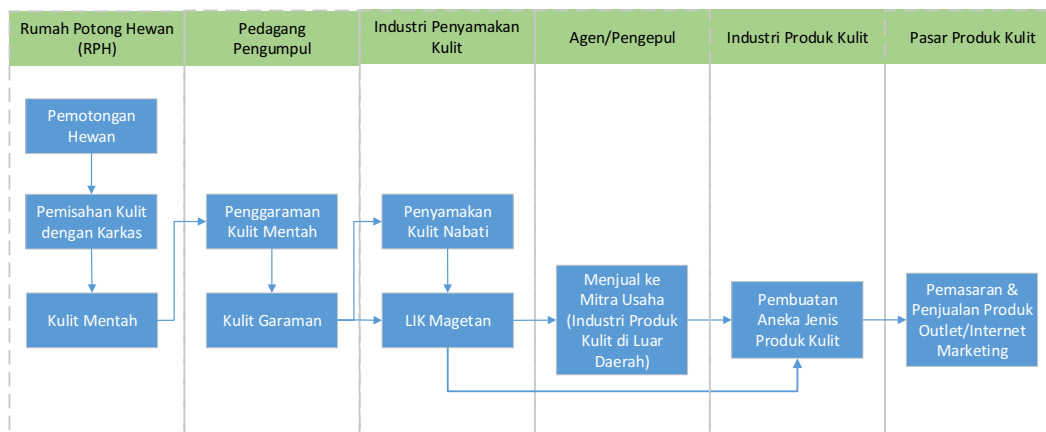 Rumah Potong Hewan
(RPH)
Pedagang
Pengumpul
Industri Penyamakan
Kulit
Agen/Pengepul
Industri Produk Kulit
Pasar Produk Kulit
Pemotongan
Hewan
Pemisahan Kulit
dengan Karkas
Kulit Mentah
Penggaraman
Kulit Mentah
Kulit Garaman
Penyamakan
Kulit Nabati
LIK Magetan
Menjual ke
Mitra Usaha
(Industri Produk
Kulit di Luar
Daerah)
Pembuatan
Aneka Jenis
Produk Kulit
Pemasaran &
Penjualan Produk
Outlet/Internet
Marketing